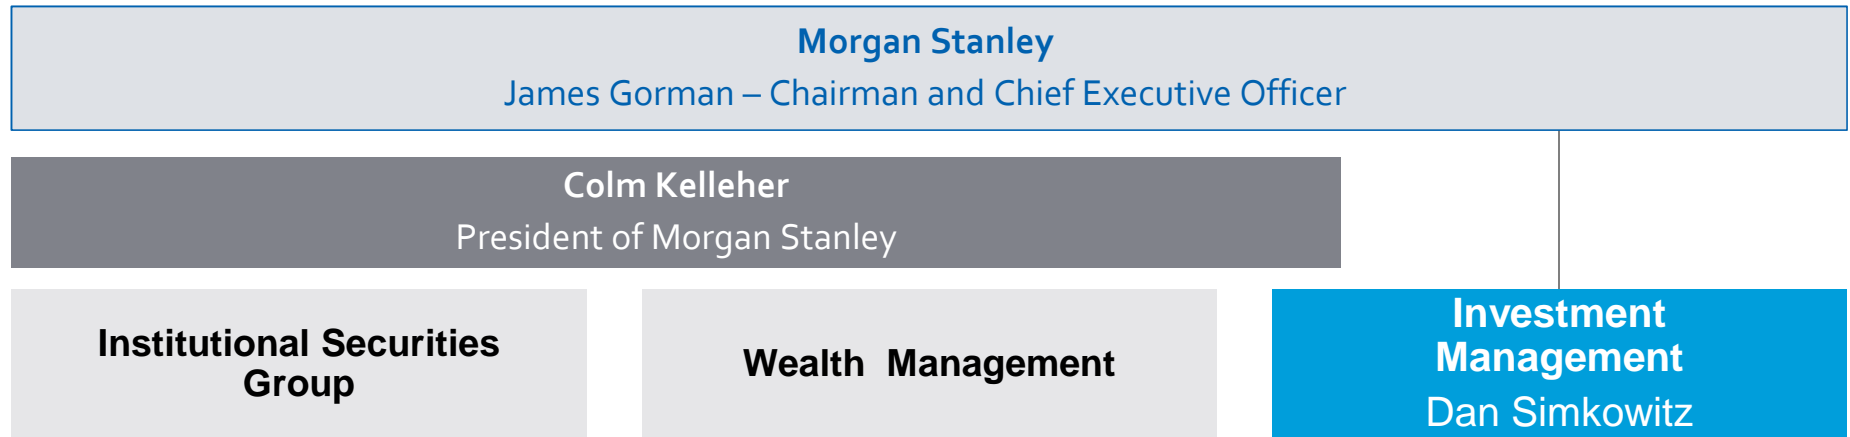 Morgan Stanley
James Gorman – Chairman and Chief Executive Officer
Colm Kelleher
President of Morgan Stanley
Institutional Securities
Group
Wealth  Management
Investment
Management
Dan Simkowitz